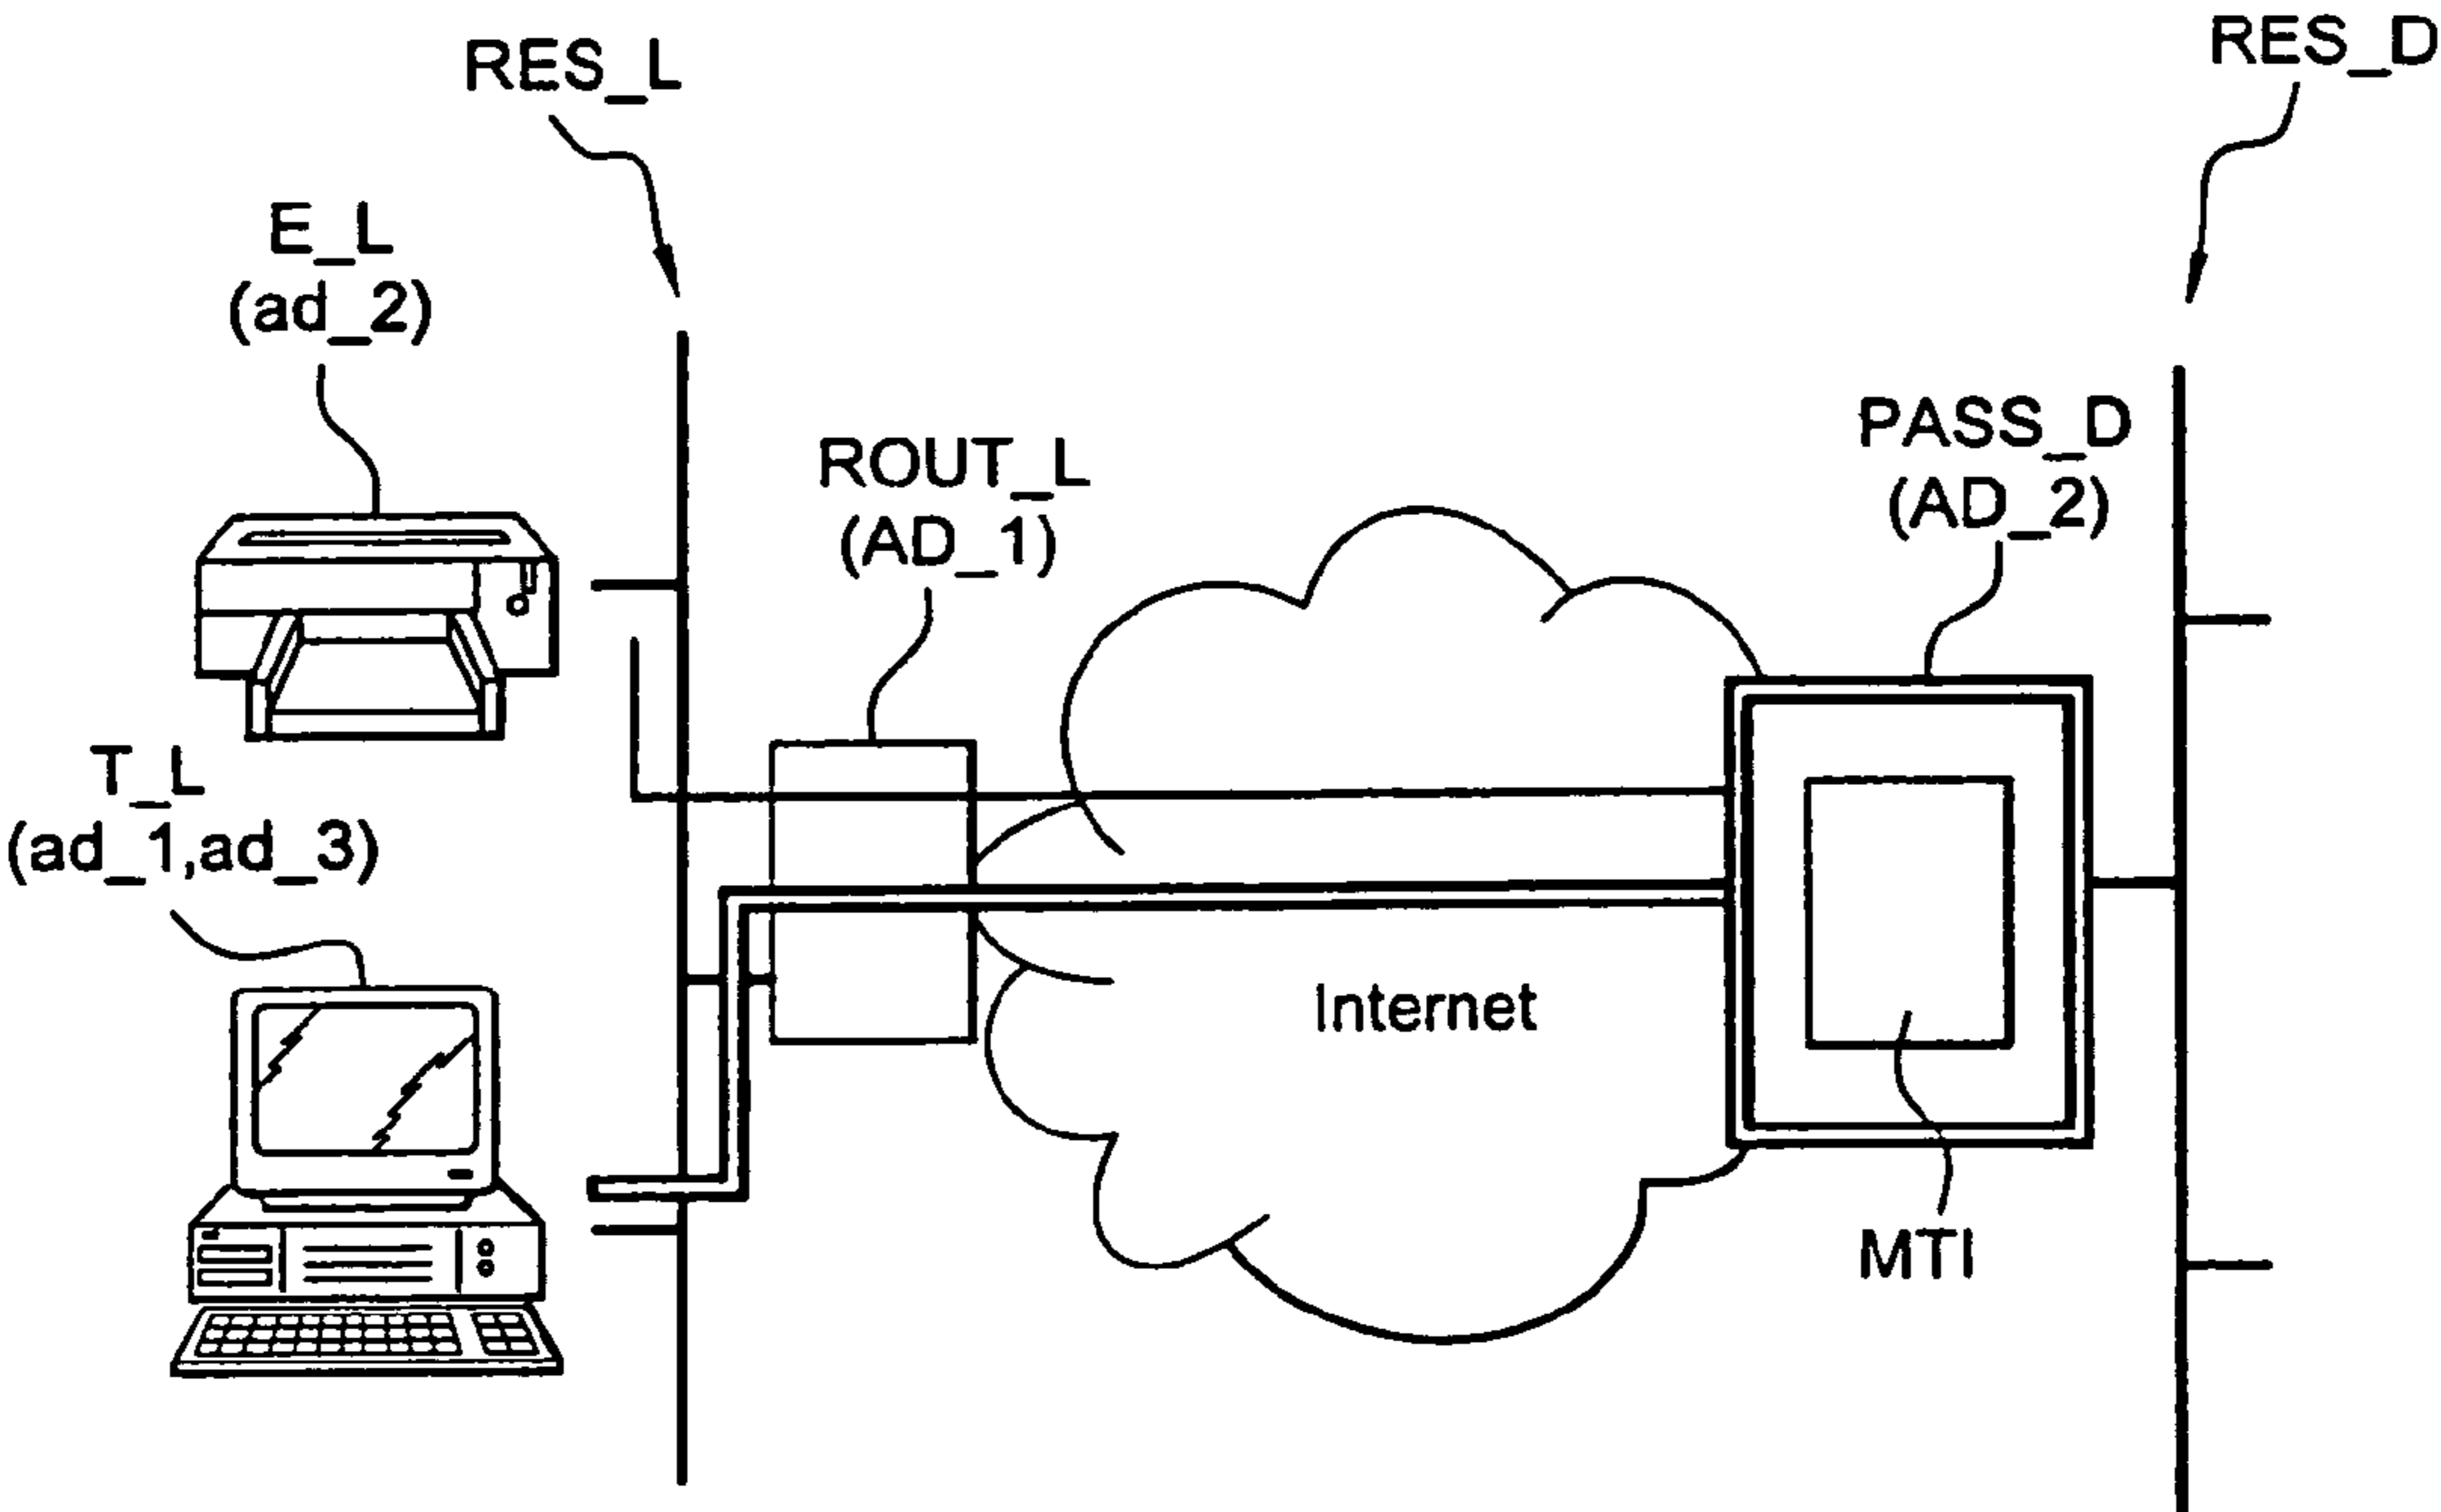 RES_L
RES_D
E_L
(ad_2)
ROUT_L
(AD_1)
PASS_D
(AD_2)
T_L
(ad_1,ad_3)
Internet
MTI